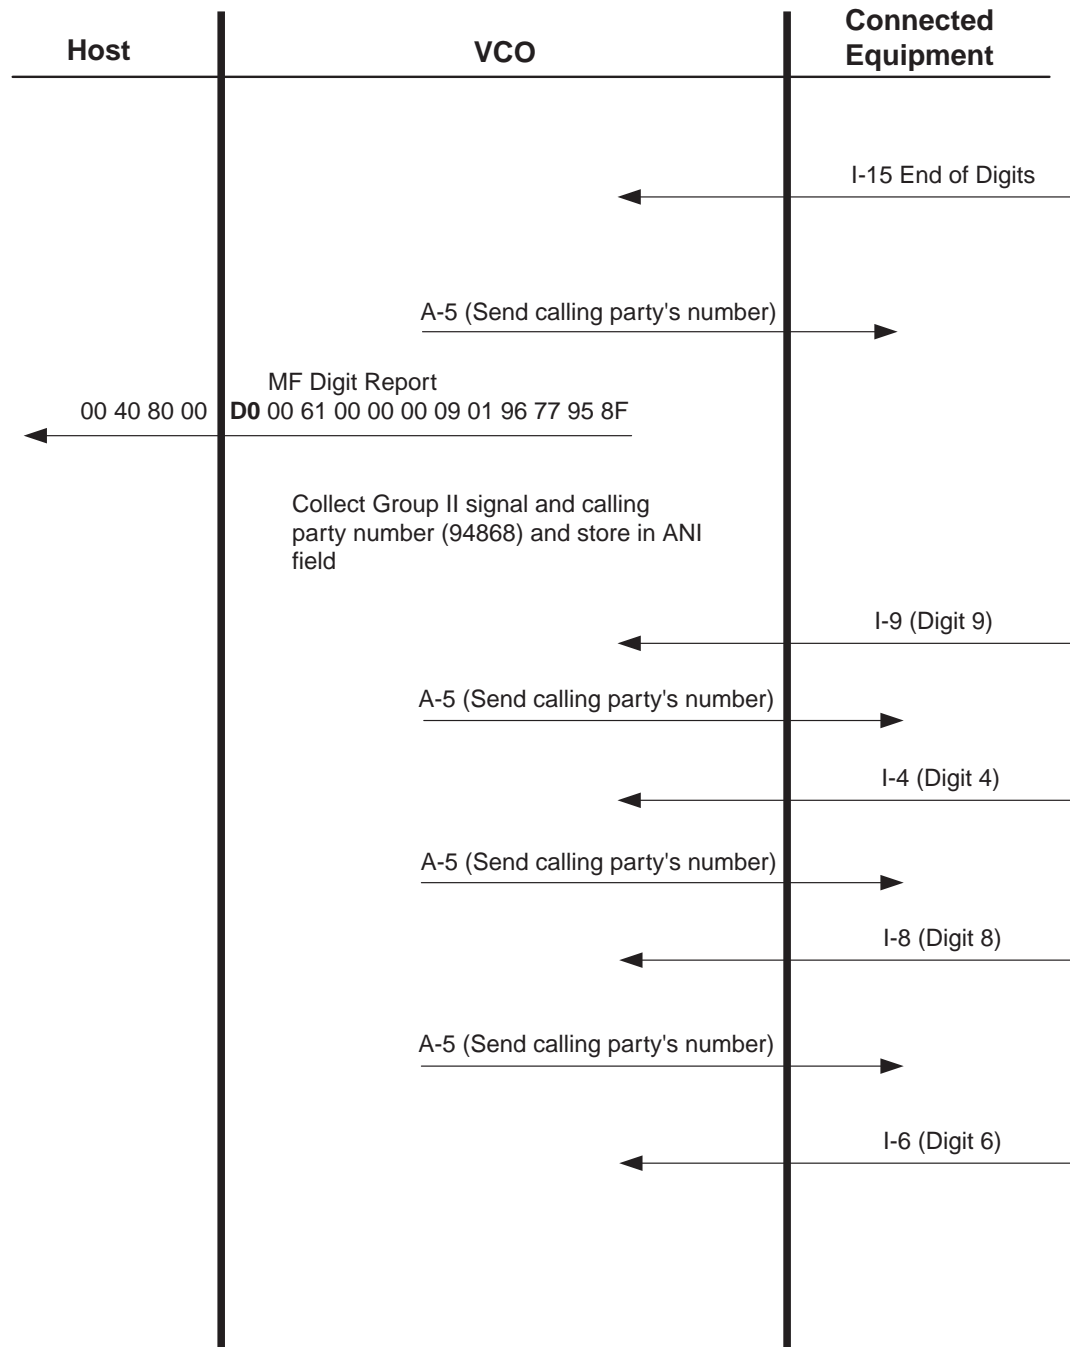 Host
VCO
Connected
Equipment
I-15 End of Digits
A-5 (Send calling party's number)
MF Digit Report
00 40 80 00 D0 00 61 00 00 00 09 01 96 77 95 8F
Collect Group II signal and calling
party number (94868) and store in ANI
field
I-9 (Digit 9)
A-5 (Send calling party's number)
I-4 (Digit 4)
A-5 (Send calling party's number)
I-8 (Digit 8)
A-5 (Send calling party's number)
I-6 (Digit 6)